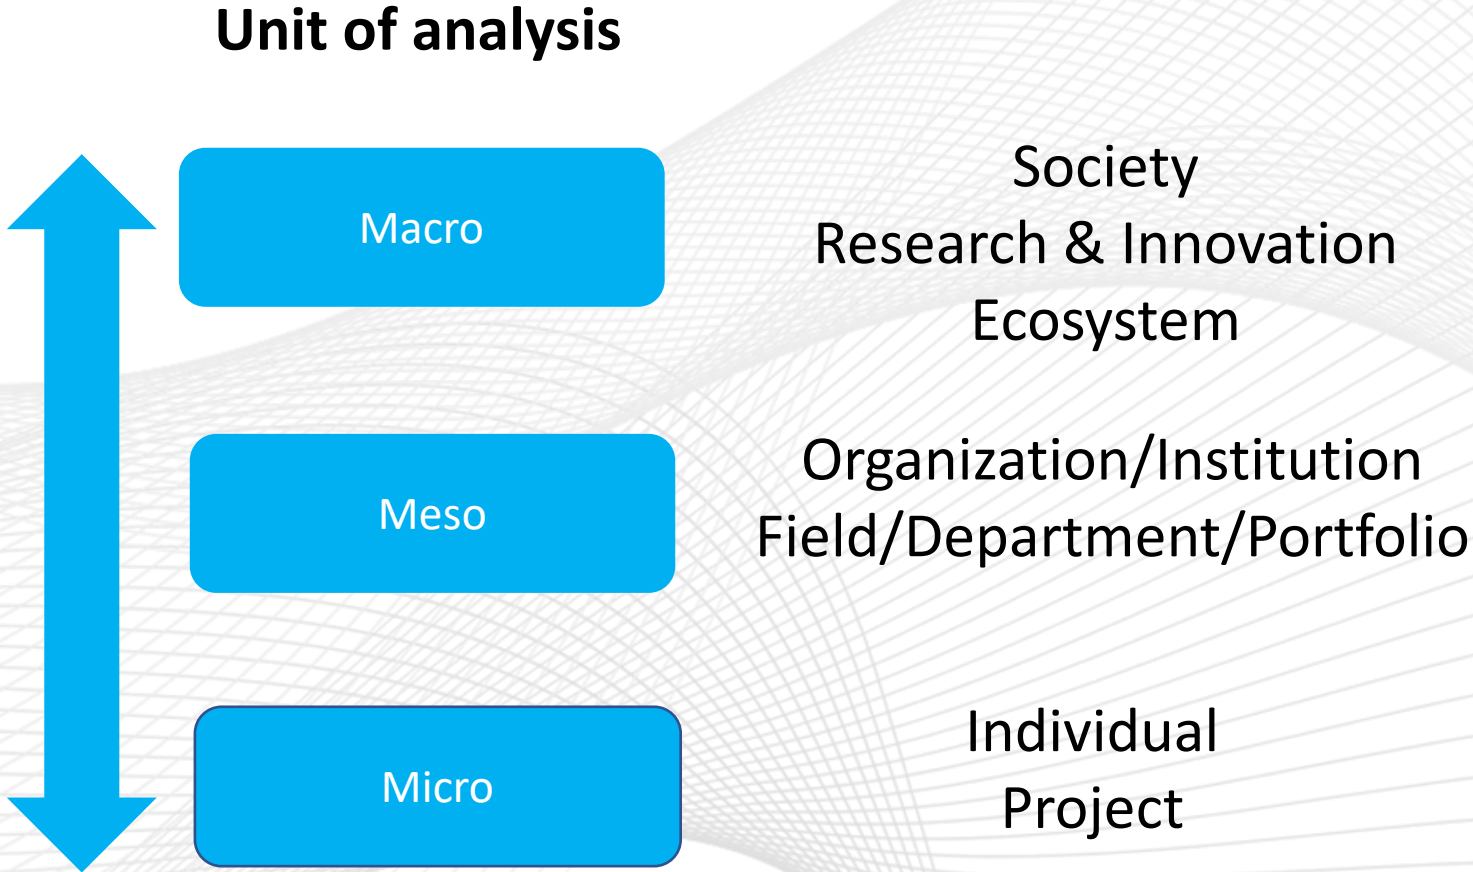 Unit of analysis
Macro
Society
Research & Innovation
Ecosystem
Meso
Organization/Institution
Field/Department/Portfolio
Micro
Individual
Project